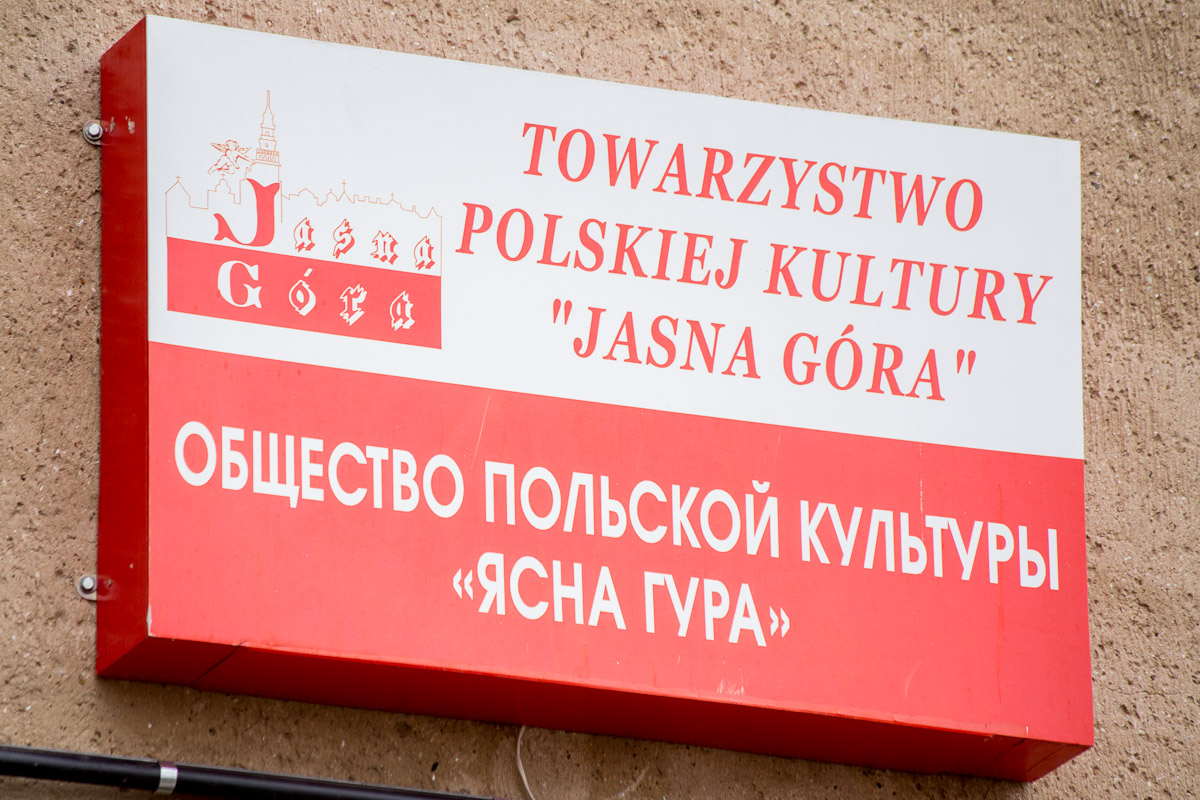 Jasna
Góra
TOWARZYSTWO
POLSKIEJ KULTURY
"JASNA GÓRA"
ОБЩЕСТВО ПОЛЬСКОЙ КУЛЬТУРЫ
«ЯСНА ГУРА»